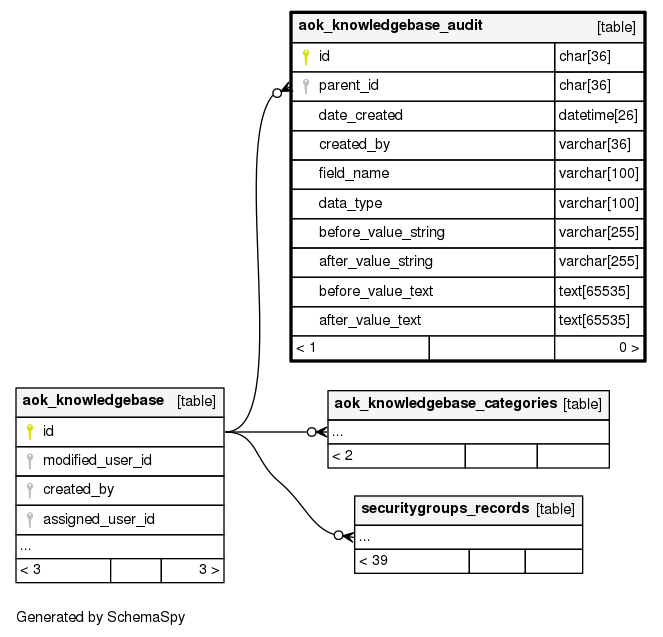 aok_knowledgebase_audit [table]
id char[36]
parent_id char[36]
date_created datetime[26]
created_by varchar[36]
field_name varchar[100]
data_type varchar[100]
before_value_string varchar[255]
after_value_string varchar[255]
before_value_text text[65535]
after_value_text text[65535]
< 1 0 >
aok_knowledgebase [table]
id
modified_user_id
created_by
assigned_user_id
...
< 3 3 >
aok_knowledgebase_categories [table]
...
< 2
securitygroups_records [table]
...
< 39
Generated by SchemaSpy